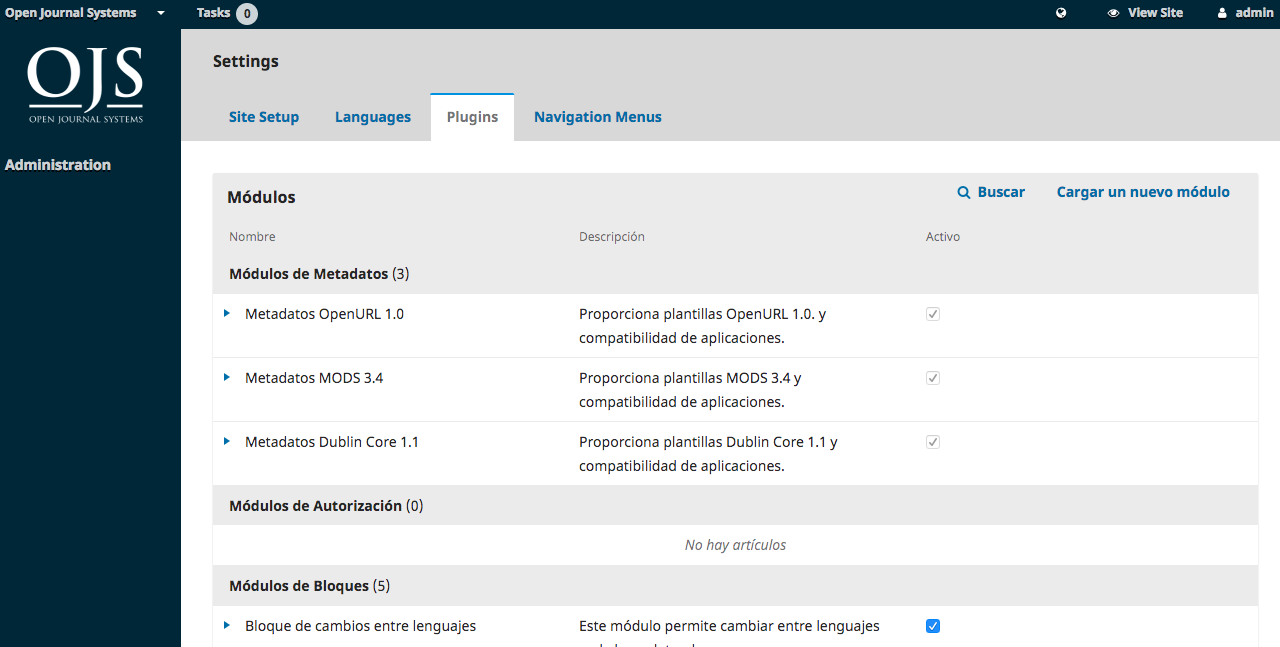 Open Journal Systems
Tasks 0
View Site
admin
OJS
OPEN JOURNAL SYSTEMS
Administration
Settings
Site Setup
Languages
Plugins
Navigation Menus
Módulos
Buscar
Cargar un nuevo módulo
Nombre
Descripción
Activo
Módulos de Metadatos (3)
Metadatos OpenURL 1.0
Proporciona plantillas OpenURL 1.0. y
compatibilidad de aplicaciones.
Metadatos MODS 3.4
Proporciona plantillas MODS 3.4 y
compatibilidad de aplicaciones.
Metadatos Dublin Core 1.1
Proporciona plantillas Dublin Core 1.1 y
compatibilidad de aplicaciones.
Módulos de Autorización (0)
No hay artículos
Módulos de Bloques (5)
Bloque de cambios entre lenguajes
Este módulo permite cambiar entre lenguajes